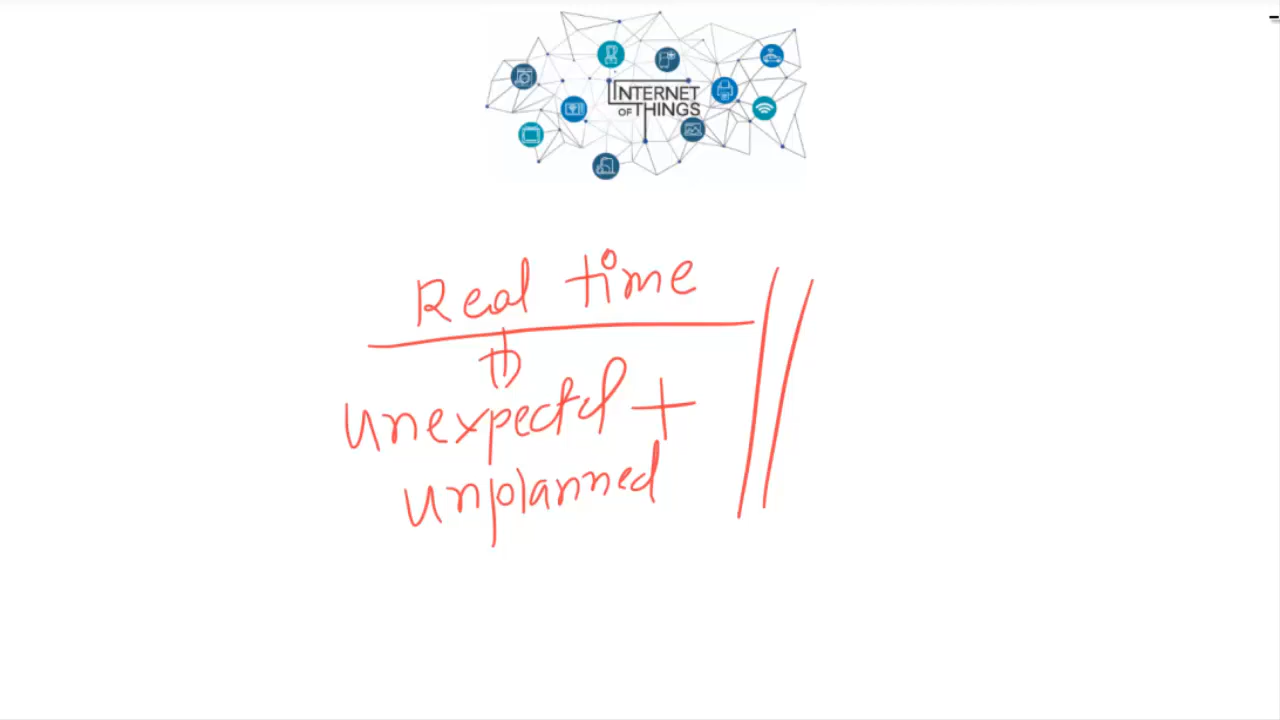 INTERNET
OF THINGS
Real time
unexpected +
unplanned